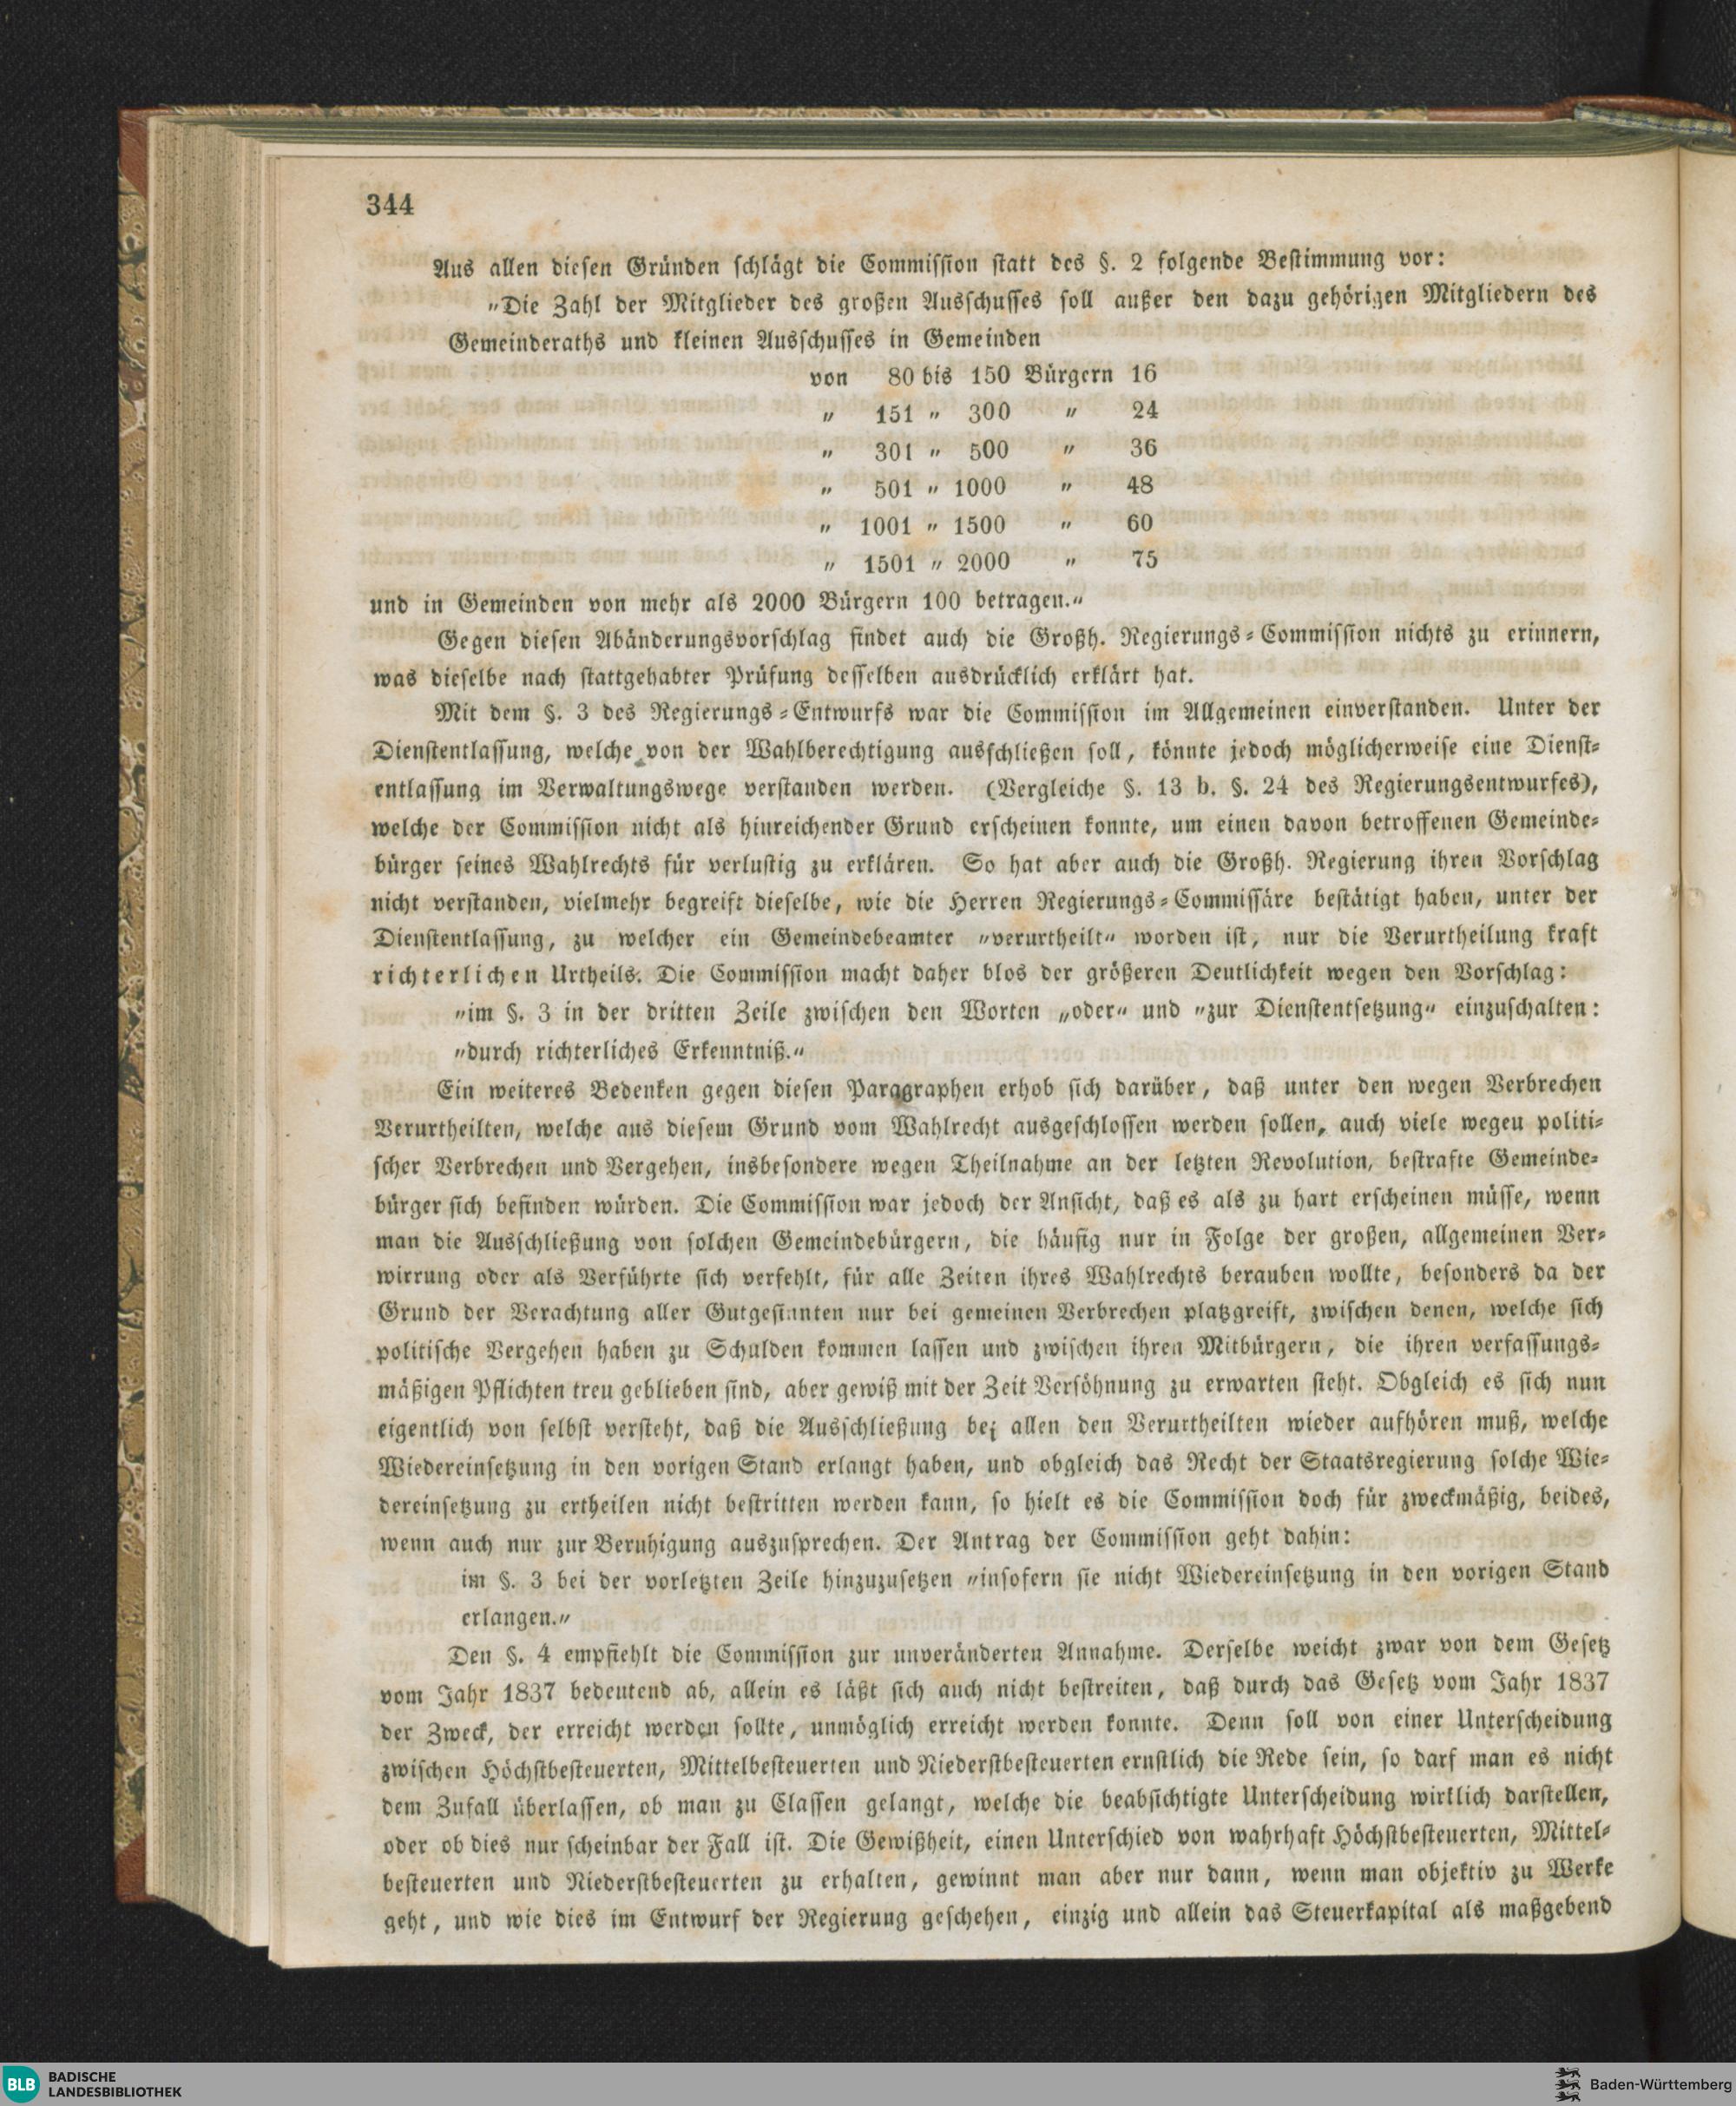 344
Aus allen diesen Gründen schlägt die Commission statt des §. 2 folgende Bestimmung vor:
"Die Zahl der Mitglieder des großen Ausschusses soll außer den dazu gehörigen Mitgliedern des
Gemeinderaths und kleinen Ausschusses in Gemeinden
von 80 bis 150 Bürgern 16
" 151 " 300 " 24
" 301 " 500 " 36
" 501 " 1000 " 48
" 1001 " 1500 " 60
" 1501 " 2000 " 75
und in Gemeinden von mehr als 2000 Bürgern 100 betragen."
Gegen diesen Abänderungsvorschlag findet auch die Großh. Regierungs-Commission nichts zu erinnern,
was dieselbe nach stattgehabter Prüfung desselben ausdrücklich erklärt hat.
Mit dem §. 3 des Regierungs-Entwurfs war die Commission im Allgemeinen einverstanden. Unter der
Dienstentlassung, welche von der Wahlberechtigung ausschließen soll, könnte jedoch möglicherweise eine Dienst-
entlassung im Verwaltungswege verstanden werden. (Vergleiche §. 13 b. §. 24 des Regierungsentwurfes),
welche der Commission nicht als hinreichender Grund erscheinen konnte, um einen davon betroffenen Gemeinde-
bürger seines Wahlrechts für verlustig zu erklären. So hat aber auch die Großh. Regierung ihren Vorschlag
nicht verstanden, vielmehr begreift dieselbe, wie die Herren Regierungs-Commissäre bestätigt haben, unter der
Dienstentlassung, zu welcher ein Gemeindebeamter "verurtheilt" worden ist, nur die Verurtheilung kraft
richterlichen Urtheils. Die Commission macht daher blos der größeren Deutlichkeit wegen den Vorschlag:
"im §. 3 in der dritten Zeile zwischen den Worten „oder" und "zur Dienstentsetzung" einzuschalten:
"durch richterliches Erkenntniß."
Ein weiteres Bedenken gegen diesen Paragraphen erhob sich darüber, daß unter den wegen Verbrechen
Verurtheilten, welche aus diesem Grund vom Wahlrecht ausgeschlossen werden sollen, auch viele wegen politi-
scher Verbrechen und Vergehen, insbesondere wegen Theilnahme an der letzten Revolution, bestrafte Gemeinde-
bürger sich befinden würden. Die Commission war jedoch der Ansicht, daß es als zu hart erscheinen müsse, wenn
man die Ausschließung von solchen Gemeindebürgern, die häufig nur in Folge der großen, allgemeinen Ver-
wirrung oder als Verführte sich verfehlt, für alle Zeiten ihres Wahlrechts berauben wollte, besonders da der
Grund der Verachtung aller Gutgesinnten nur bei gemeinen Verbrechen platzgreift, zwischen denen, welche sich
politische Vergehen haben zu Schulden kommen lassen und zwischen ihren Mitbürgern, die ihren verfassungs-
mäßigen Pflichten treu geblieben sind, aber gewiß mit der Zeit Versöhnung zu erwarten steht. Obgleich es sich nun
eigentlich von selbst versteht, daß die Ausschließung bei allen den Verurtheilten wieder aufhören muß, welche
Wiedereinsetzung in den vorigen Stand erlangt haben, und obgleich das Recht der Staatsregierung solche Wie-
dereinsetzung zu ertheilen nicht bestritten werden kann, so hielt es die Commission doch für zweckmäßig, beides,
wenn auch nur zur Beruhigung auszusprechen. Der Antrag der Commission geht dahin:
im §. 3 bei der vorletzten Zeile hinzuzusetzen "insofern sie nicht Wiedereinsetzung in den vorigen Stand
erlangen."
Den §. 4 empfiehlt die Commission zur unveränderten Annahme. Derselbe weicht zwar von dem Gesetz
vom Jahr 1837 bedeutend ab, allein es läßt sich auch nicht bestreiten, daß durch das Gesetz vom Jahr 1837
der Zweck, der erreicht werden sollte, unmöglich erreicht werden konnte. Denn soll von einer Unterscheidung
zwischen Höchstbesteuerten, Mittelbesteuerten und Niederstbesteuerten ernstlich die Rede sein, so darf man es nicht
dem Zufall überlassen, ob man zu Classen gelangt, welche die beabsichtigte Unterscheidung wirklich darstellen,
oder ob dies nur scheinbar der Fall ist. Die Gewißheit, einen Unterschied von wahrhaft Höchstbesteuerten, Mittel-
besteuerten und Niederstbesteuerten zu erhalten, gewinnt man aber nur dann, wenn man objektiv zu Werke
geht, und wie dies im Entwurf der Regierung geschehen, einzig und allein das Steuerkapital als maßgebend
BLB BADISCHE
LANDESBIBLIOTHEK
Baden-Württemberg